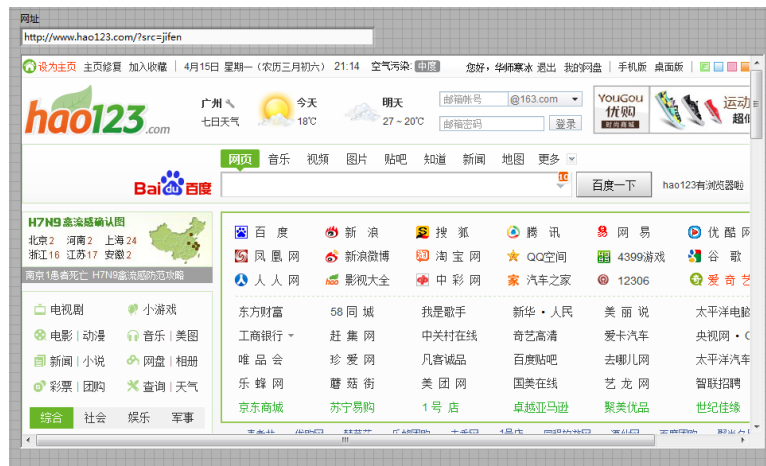 网址
http://www.hao123.com/?src=jifen
设为主页 主页修复 加入收藏 | 4月15日 星期一 (农历三月初六) 21:14 空气污染: 中度 您好, 华师寒冰 退出 我的网盘 | 手机版 桌面版 |
hao123.com
广州
七日天气
今天
18℃
明天
27 ~ 20℃
邮箱帐号 @163.com
邮箱密码 登录
YOUGOU
优购
时尚商城
运动
超值
网页 音乐 视频 图片 贴吧 知道 新闻 地图 更多
Bai du 百度
百度一下 hao123有浏览器啦
H7N9禽流感确认图
北京2 河南2 上海24
浙江16 江苏17 安徽2
南京1患者死亡 H7N9禽流感防范攻略
电视剧 小游戏
电影 | 动漫 音乐 | 美图
新闻 | 小说 网盘 | 相册
彩票 | 团购 查询 | 天气
综合 社会 娱乐 军事
百 度 新 浪 搜 狐 腾 讯 网 易 优 酷 网
凤 凰 网 新浪微博 淘 宝 网 QQ空间 4399游戏 谷 歌
人 人 网 影视大全 中 彩 网 汽车之家 12306 爱 奇 艺
东方财富 58 同 城 我是歌手 新华 · 人民 美 丽 说 太平洋电脑
工商银行 赶 集 网 中关村在线 奇艺高清 爱卡汽车 央视网 · C
唯 品 会 珍 爱 网 凡客诚品 百度贴吧 去哪儿网 太平洋汽车
乐 蜂 网 蘑 菇 街 美 团 网 国美在线 艺 龙 网 智联招聘
京东商城 苏宁易购 1 号 店 卓越亚马逊 聚美优品 世纪佳缘